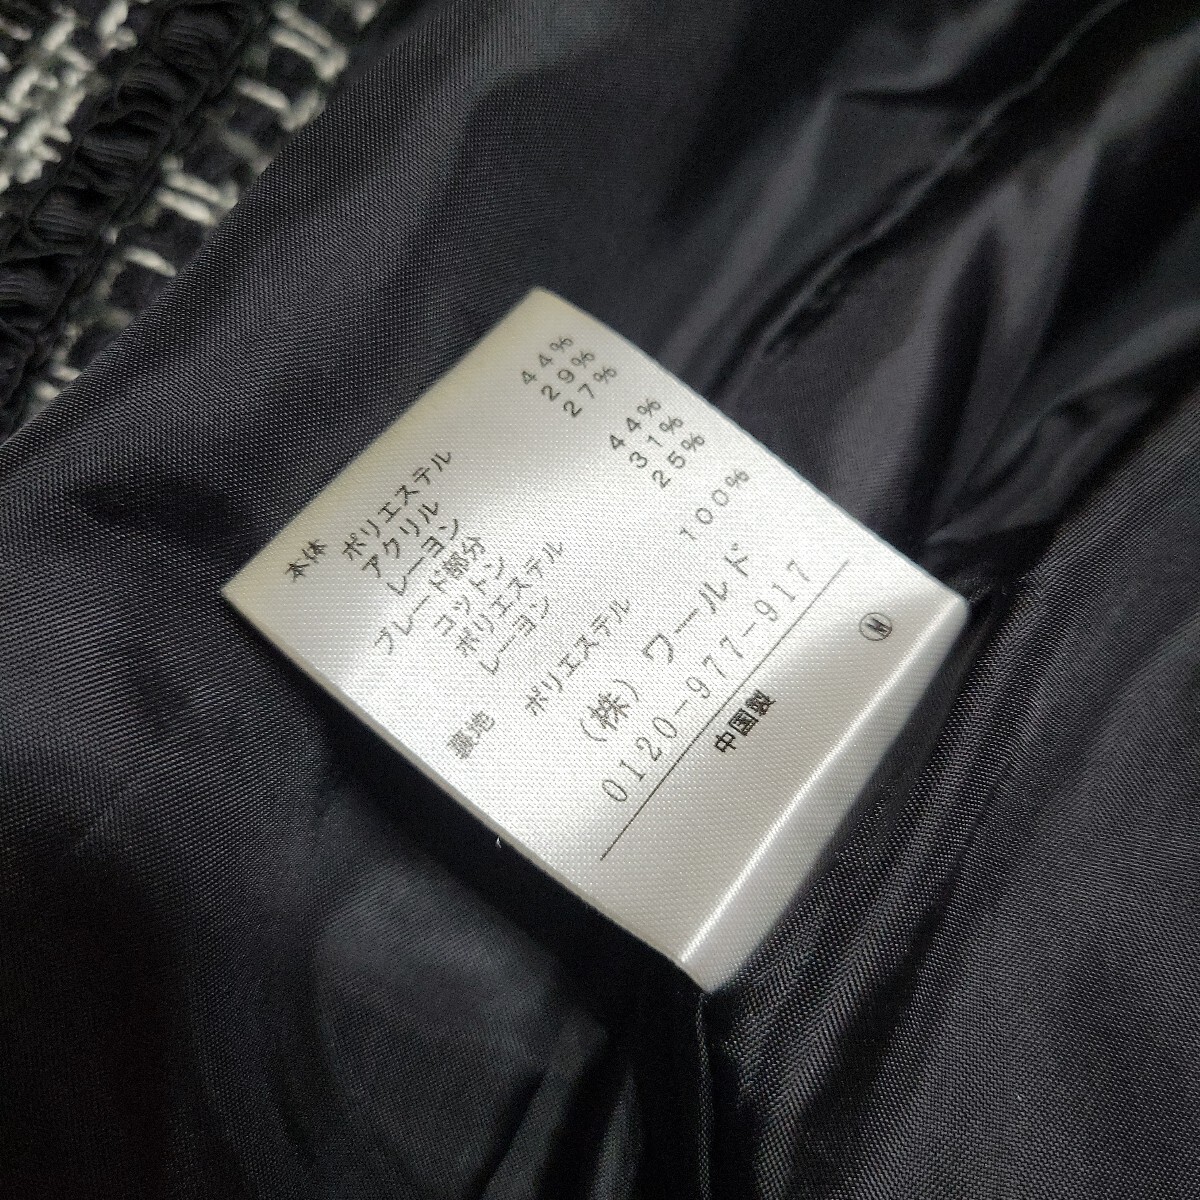 本体 ポリエステル 44%
アクリル 29%
レーヨン 27%
ブレード部分
コットン 44%
ポリエステル 31%
レーヨン 25%
裏地 ポリエステル 100%
(株)ワールド
0120-977-917
中国製
M